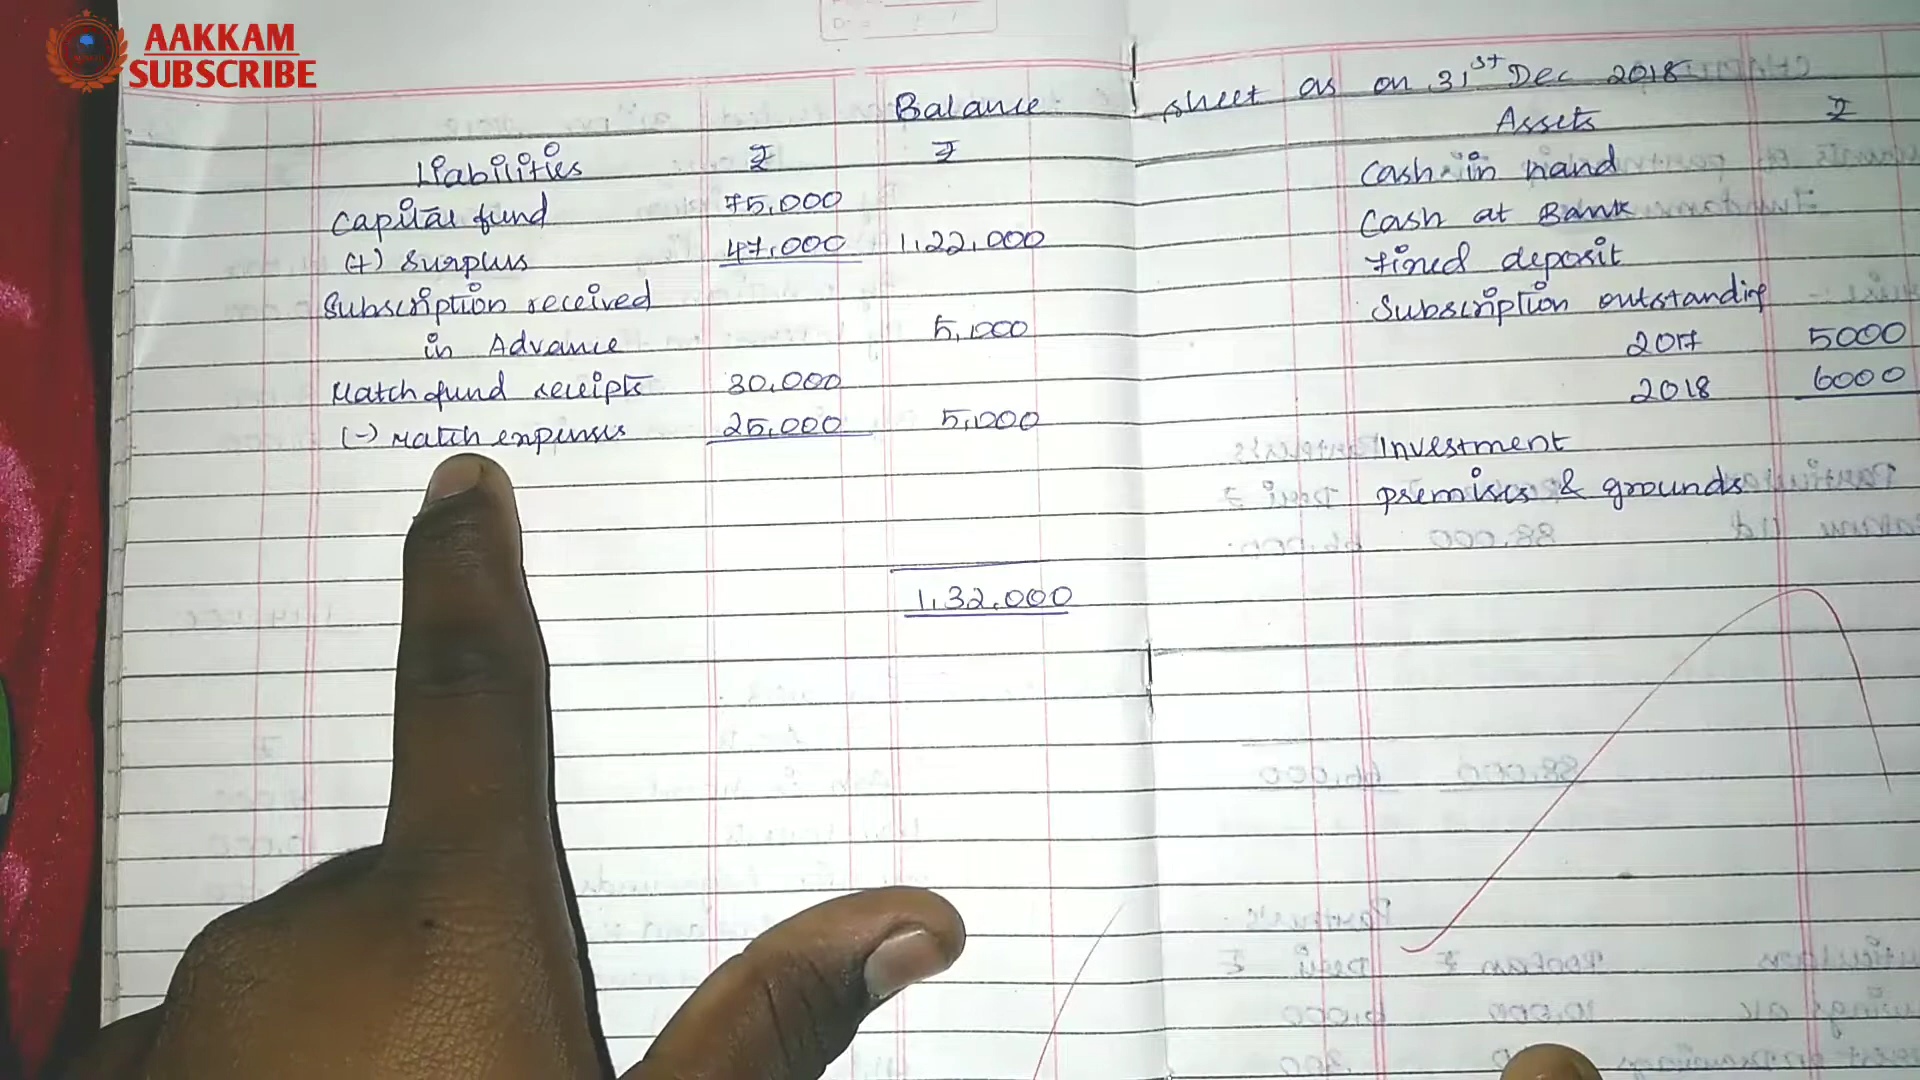 AAKKAM
SUBSCRIBE
Balance sheet as on 31st Dec 2018
Liabilities ₹ ₹
Capital fund 75,000
(+) Surplus 47,000 1,22,000
Subscription received
in Advance 5,000
Match fund receipts 30,000
(-) Match expenses 25,000 5,000
1,32,000
Assets ₹
Cash in hand
Cash at Bank
Fixed deposit
Subscription outstanding
2017 5000
2018 6000
Investment
premises & grounds